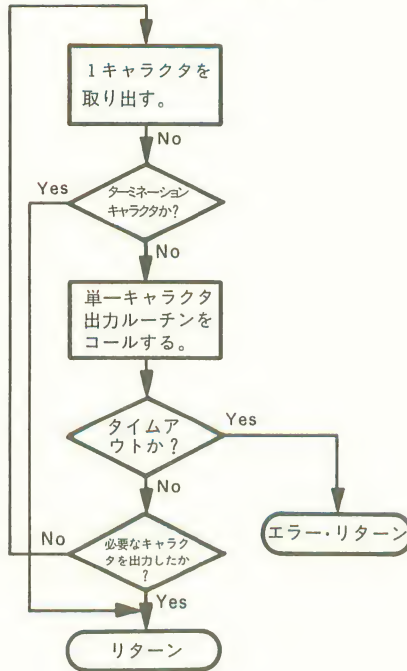 1キャラクタを
取り出す。
No
Yes
ターミネーション
キャラクタか?
No
単一キャラクタ
出力ルーチンを
コールする。
タイムア
ウトか?
Yes
No
エラー・リターン
No
必要なキャラク
タを出力したか
?
Yes
リターン